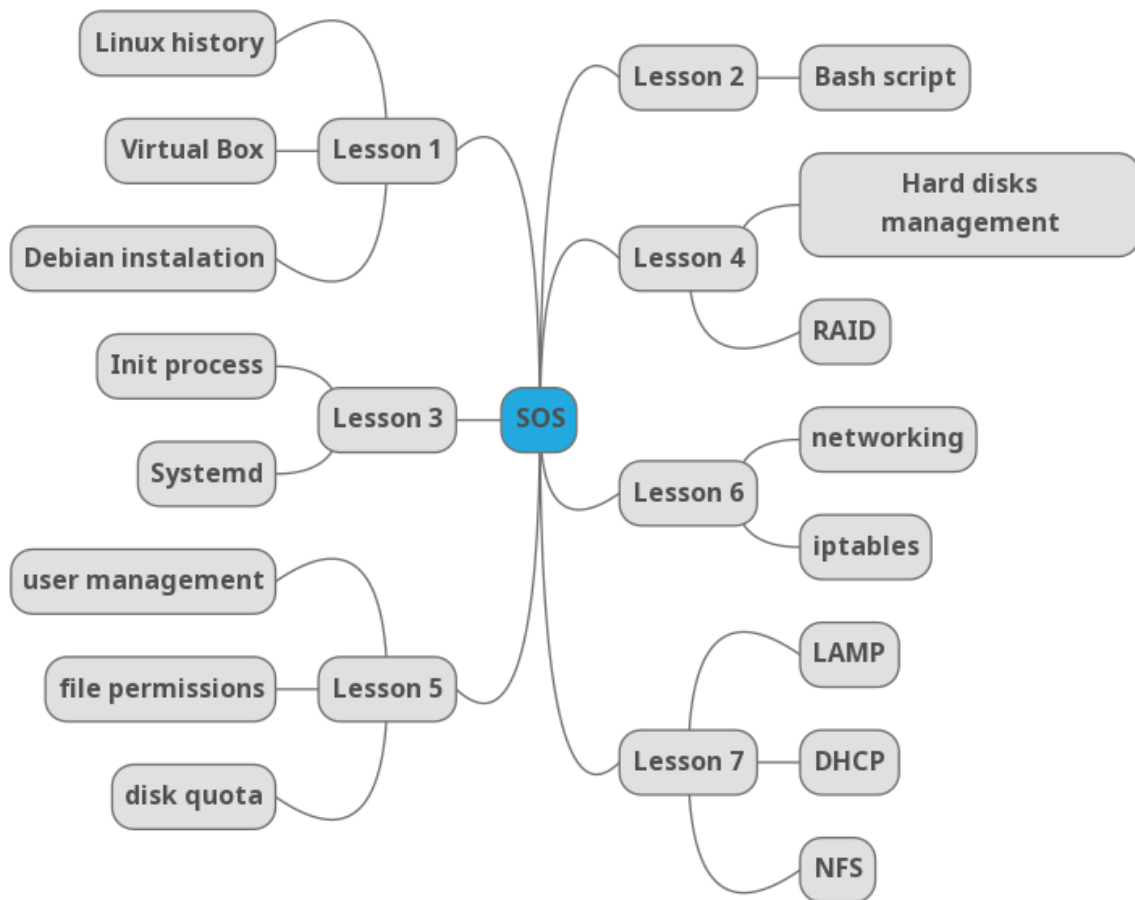 Linux history
Virtual Box
Lesson 1
Debian instalation
Init process
Lesson 3
Systemd
user management
file permissions
Lesson 5
disk quota
SOS
Lesson 2
Bash script
Hard disks
management
Lesson 4
RAID
networking
Lesson 6
iptables
LAMP
Lesson 7
DHCP
NFS